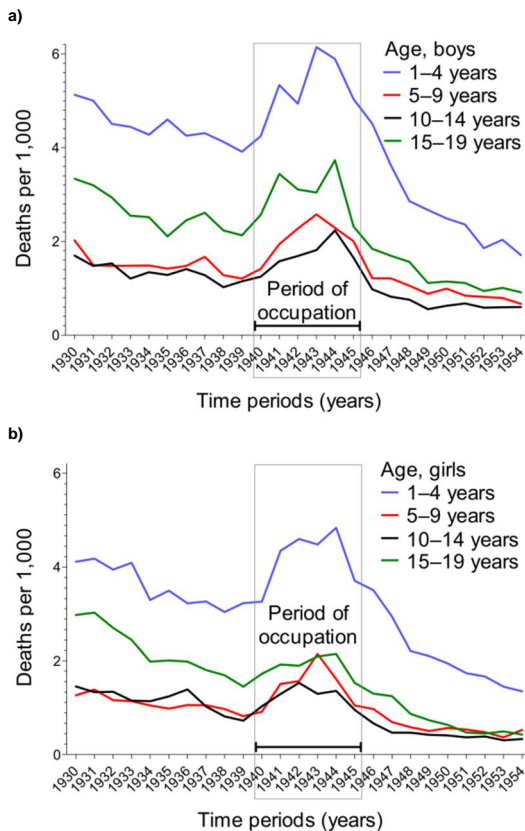 a)
Deaths per 1,000
6
4
2
0
Age, boys
1–4 years
5–9 years
10–14 years
15–19 years
Period of
occupation
1930 1931 1932 1933 1934 1935 1936 1937 1938 1939 1940 1941 1942 1943 1944 1945 1946 1947 1948 1949 1950 1951 1952 1953 1954
Time periods (years)
b)
Deaths per 1,000
6
4
2
0
Age, girls
1–4 years
5–9 years
10–14 years
15–19 years
Period of
occupation
1930 1931 1932 1933 1934 1935 1936 1937 1938 1939 1940 1941 1942 1943 1944 1945 1946 1947 1948 1949 1950 1951 1952 1953 1954
Time periods (years)